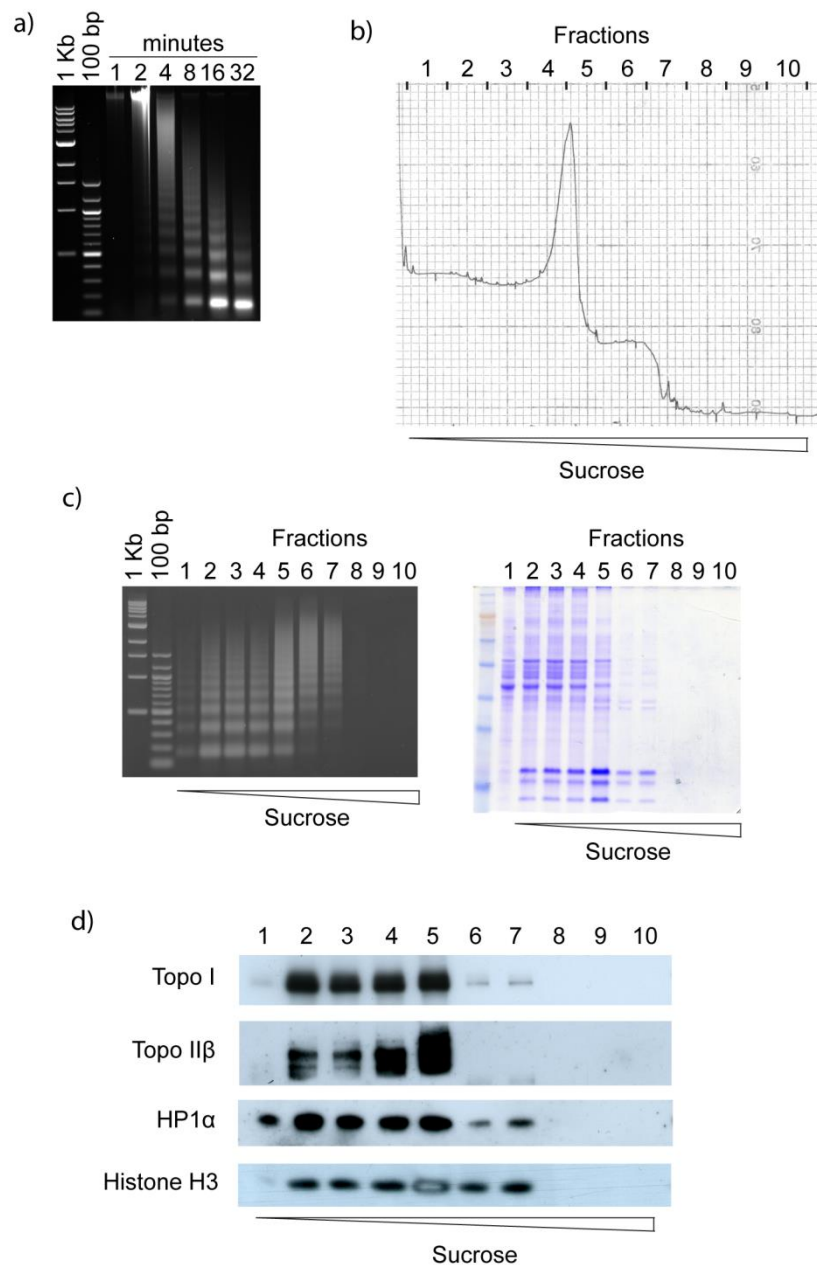 a)
minutes
1 Kb 100 bp 1 2 4 8 16 32
b)
Fractions
1 2 3 4 5 6 7 8 9 10
Sucrose
c)
Fractions
1 Kb 100 bp 1 2 3 4 5 6 7 8 9 10
Sucrose
Fractions
1 2 3 4 5 6 7 8 9 10
Sucrose
d)
1 2 3 4 5 6 7 8 9 10
Topo I
Topo IIβ
HP1α
Histone H3
Sucrose